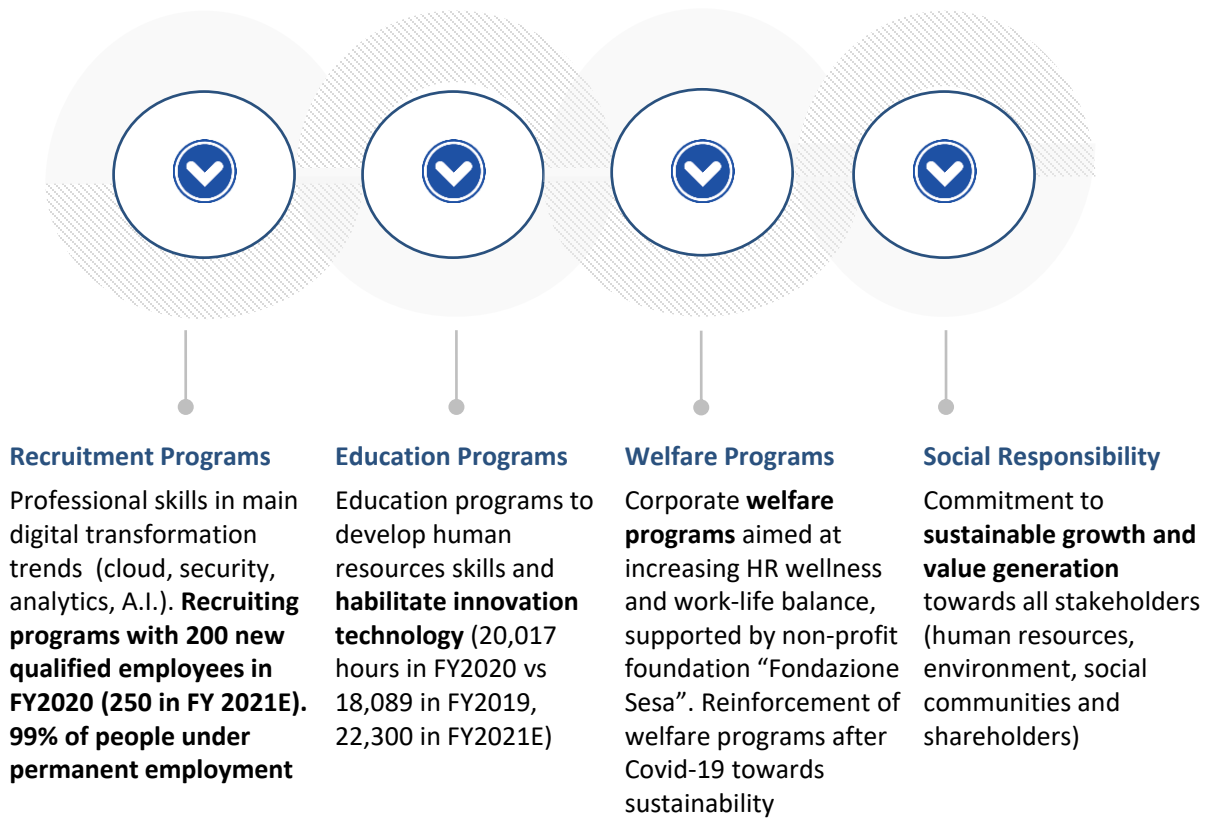 Recruitment Programs
Professional skills in main
digital transformation
trends  (cloud, security,
analytics, A.I.). Recruiting
programs with 200 new
qualified employees in
FY2020 (250 in FY 2021E).
99% of people under
permanent employment
Education Programs
Education programs to
develop human
resources skills and
habilitate innovation
technology (20,017
hours in FY2020 vs
18,089 in FY2019,
22,300 in FY2021E)
Welfare Programs
Corporate welfare
programs aimed at
increasing HR wellness
and work-life balance,
supported by non-profit
foundation “Fondazione
Sesa”. Reinforcement of
welfare programs after
Covid-19 towards
sustainability
Social Responsibility
Commitment to
sustainable growth and
value generation
towards all stakeholders
(human resources,
environment, social
communities and
shareholders)